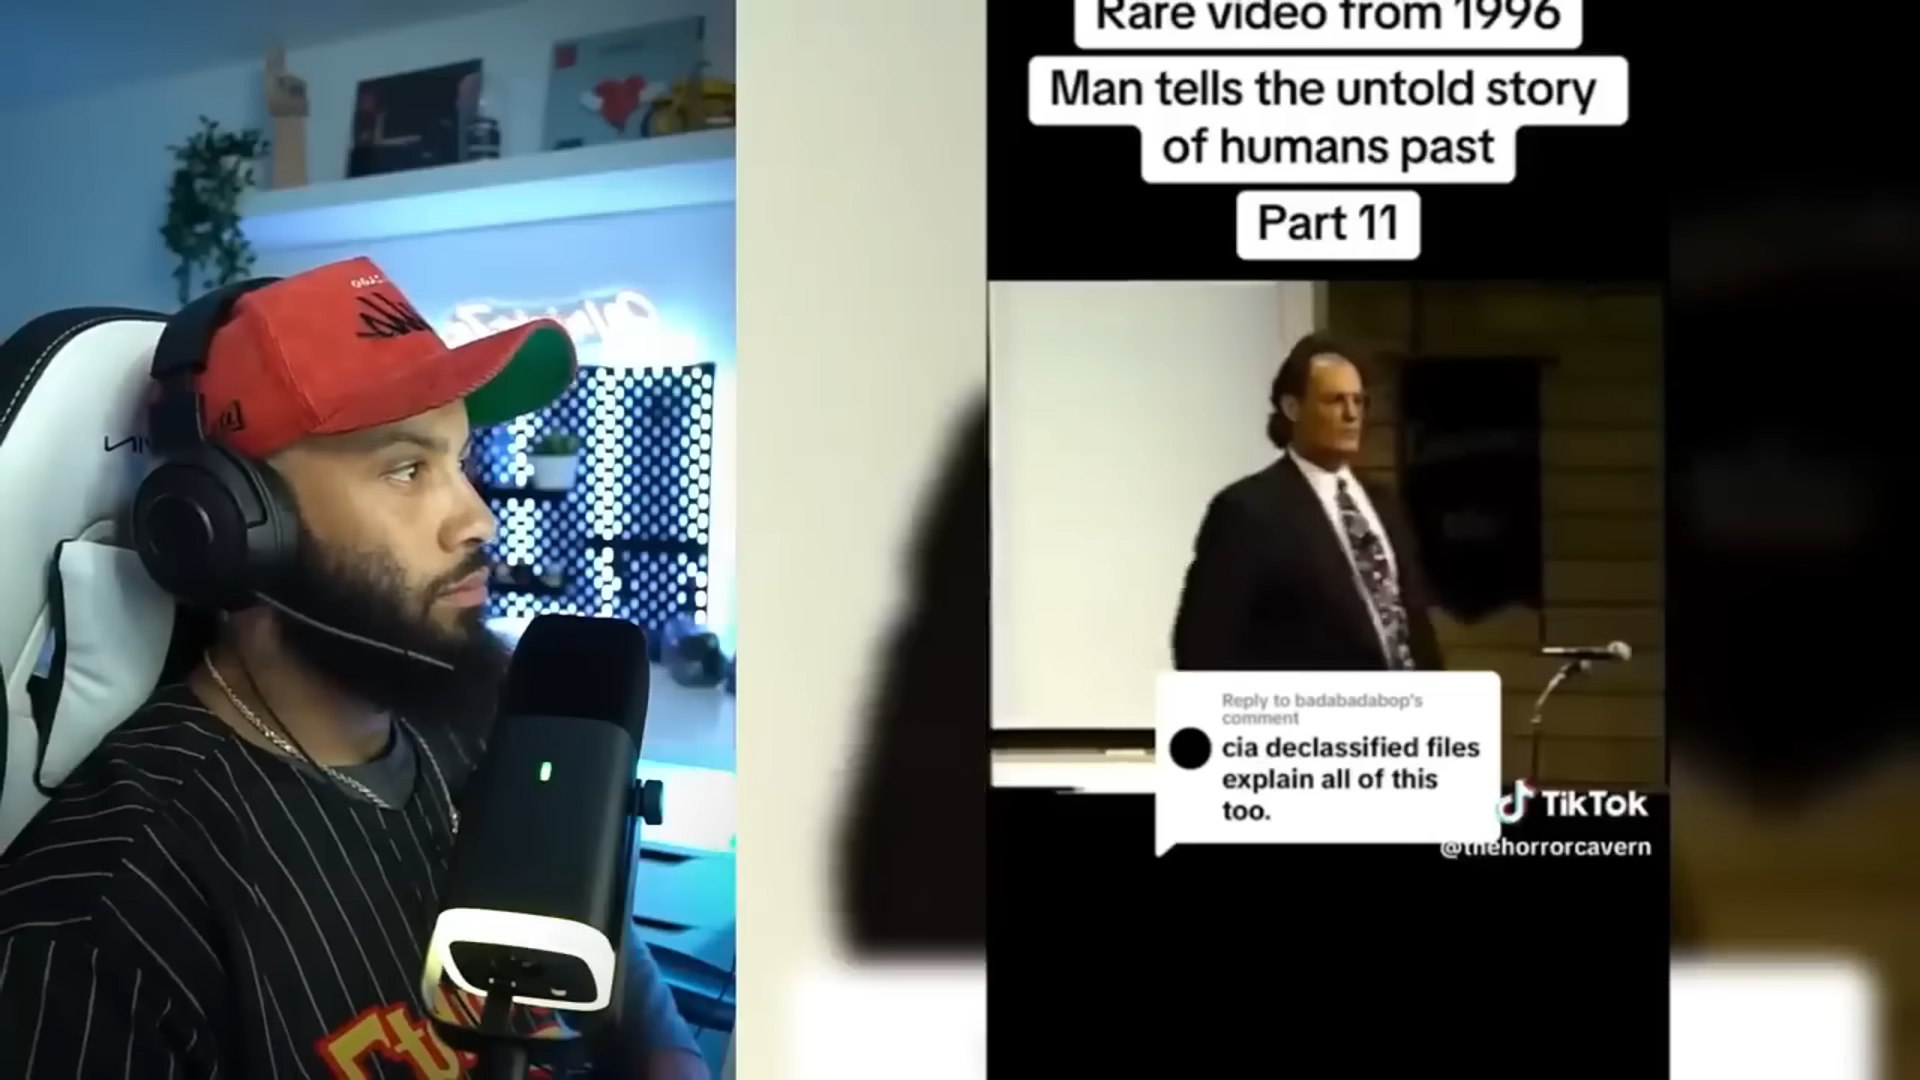 Rare video from 1996
Man tells the untold story
of humans past
Part 11
Reply to badabadabop's
comment
cia declassified files
explain all of this
too.
TikTok
@thehorrorcavern